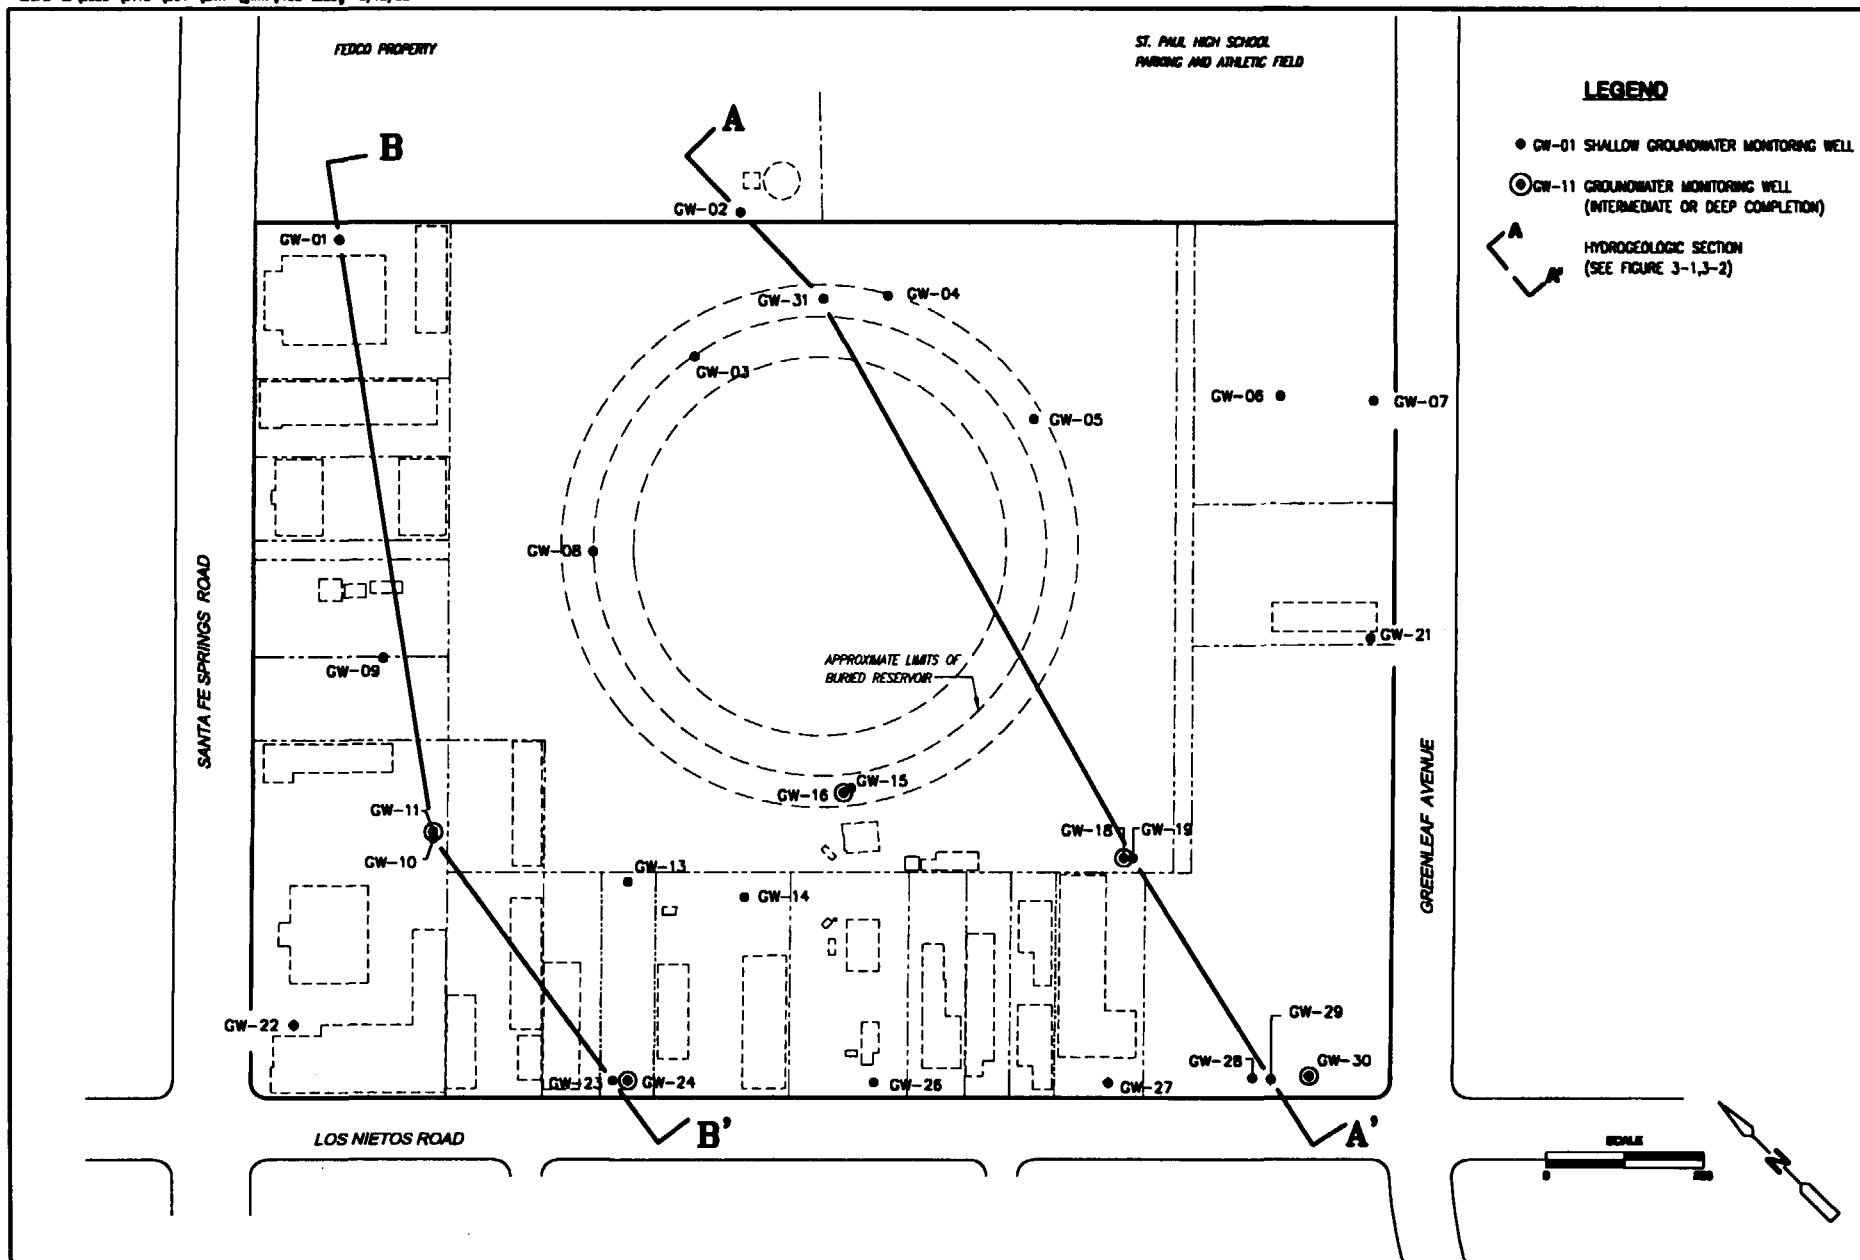 FEDCO PROPERTY
ST. PAUL HIGH SCHOOL
PARKING AND ATHLETIC FIELD
LEGEND
GW-01 SHALLOW GROUNDWATER MONITORING WELL
GW-11 GROUNDWATER MONITORING WELL
(INTERMEDIATE OR DEEP COMPLETION)
A
HYDROGEOLOGIC SECTION
(SEE FIGURE 3-1,3-2)
A'
A
B
GW-02
GW-01
GW-31
GW-04
GW-03
GW-05
GW-06
GW-07
GW-08
GW-21
GW-09
APPROXIMATE LIMITS OF
BURIED RESERVOIR
SANTA FE SPRINGS ROAD
GREENLEAF AVENUE
GW-15
GW-16
GW-11
GW-10
GW-18
GW-19
GW-13
GW-14
GW-22
GW-29
GW-28
GW-30
GW-23
GW-24
GW-26
GW-27
B'
A'
LOS NIETOS ROAD
SCALE
0
N